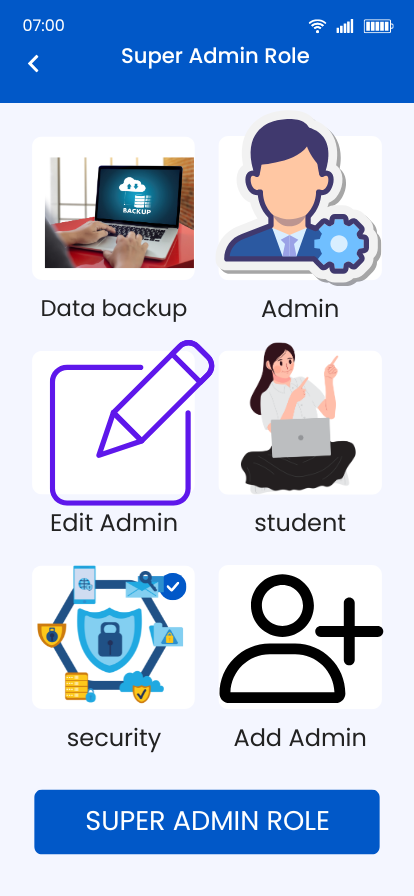 07:00
Super Admin Role
BACKUP
Data backup
Admin
Edit Admin
student
security
Add Admin
SUPER ADMIN ROLE